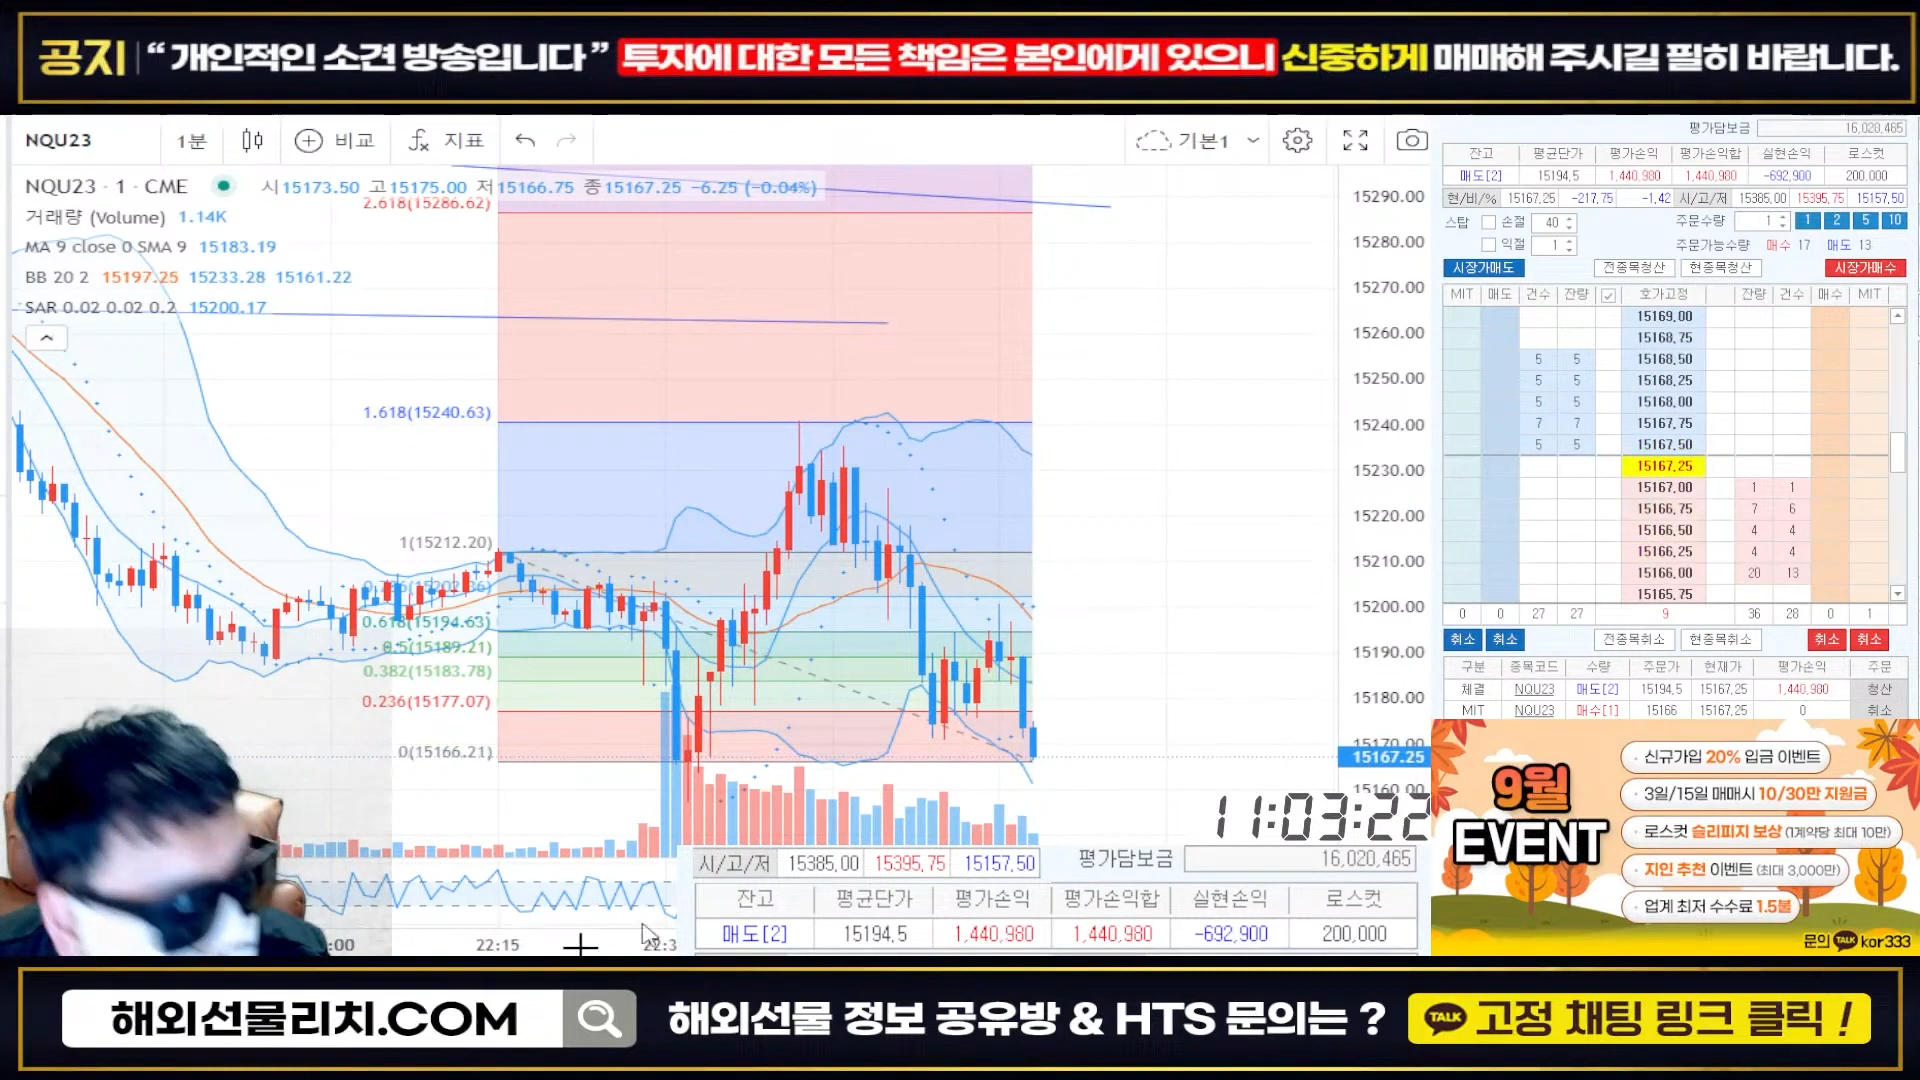 공지 | “ 개인적인 소견 방송입니다 ” 투자에 대한 모든 책임은 본인에게 있으니 신중하게 매매해 주시길 필히 바랍니다.
NQU23 1분 비교 지표 기본1
NQU23 · 1 · CME 시15173.50 고15175.00 저15166.75 종15167.25 -6.25 (-0.04%)
거래량 (Volume) 1.14K
MA 9 close 0 SMA 9 15183.19
BB 20 2 15197.25 15233.28 15161.22
SAR 0.02 0.02 0.2 15200.17
2.618(15286.62)
1.618(15240.63)
1(15212.20)
0.618(15194.63)
0.5(15189.21)
0.382(15183.78)
0.236(15177.07)
0(15166.21)
15290.00
15280.00
15270.00
15260.00
15250.00
15240.00
15230.00
15220.00
15210.00
15200.00
15190.00
15180.00
15170.00
15167.25
15160.00
11:03:22
:00 22:15 22:3
시/고/저 15385.00 15395.75 15157.50 평가담보금 16,020,465
잔고 평균단가 평가손익 평가손익합 실현손익 로스컷
매도[2] 15194.5 1,440,980 1,440,980 -692,900 200,000
평가담보금 16,020,465
잔고 평균단가 평가손익 평가손익합 실현손익 로스컷
매도[2] 15194.5 1,440,980 1,440,980 -692,900 200,000
현/비/% 15167.25 -217.75 -1.42 시/고/저 15385.00 15395.75 15157.50
스탑 손절 40 주문수량 1 1 2 5 10
익절 1 주문가능수량 매수 17 매도 13
시장가매도 전종목청산 현종목청산 시장가매수
MIT 매도 건수 잔량 호가고정 잔량 건수 매수 MIT
15169.00
15168.75
5 5 15168.50
5 5 15168.25
5 5 15168.00
7 7 15167.75
5 5 15167.50
15167.25
15167.00 1 1
15166.75 7 6
15166.50 4 4
15166.25 4 4
15166.00 20 13
15165.75
0 0 27 27 9 36 28 0 1
취소 취소 전종목취소 현종목취소 취소 취소
구분 종목코드 수량 주문가 현재가 평가손익 주문
체결 NQU23 매도[2] 15194.5 15167.25 1,440,980 청산
MIT NQU23 매수[1] 15166 15167.25 0 취소
9월
EVENT
· 신규가입 20% 입금 이벤트
· 3일/15일 매매시 10/30만 지원금
· 로스컷 슬리피지 보상 (1계약당 최대 10만)
· 지인 추천 이벤트 (최대 3,000만)
· 업계 최저 수수료 1.5불
문의 TALK kor333
해외선물리치.COM 해외선물 정보 공유방 & HTS 문의는 ? TALK 고정 채팅 링크 클릭 !